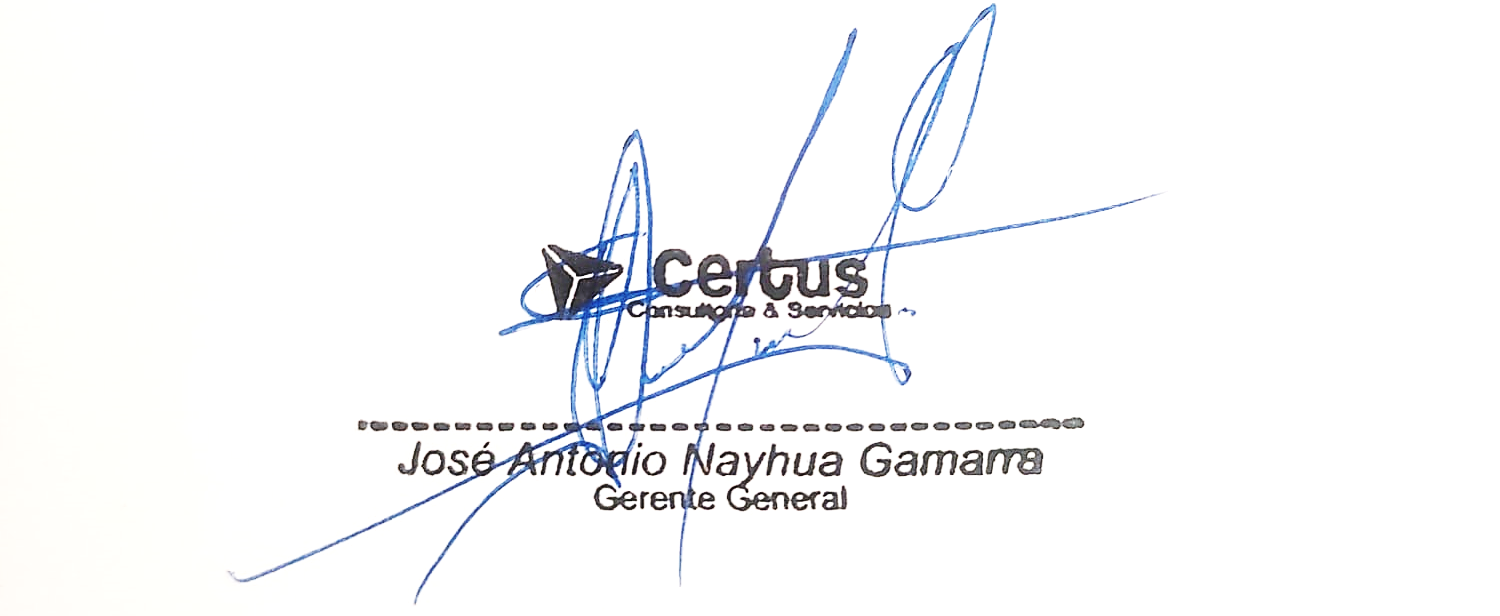 Certus
Consultoria & Servicios
José Antonio Nayhua Gamarra
Gerente General